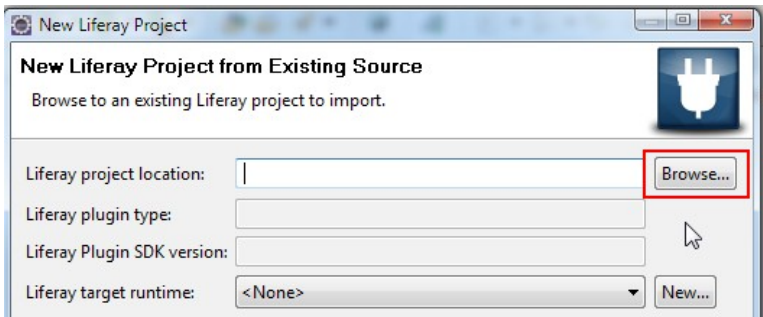 New Liferay Project
New Liferay Project from Existing Source
Browse to an existing Liferay project to import.
Liferay project location: Browse...
Liferay plugin type:
Liferay Plugin SDK version:
Liferay target runtime: <None> New...